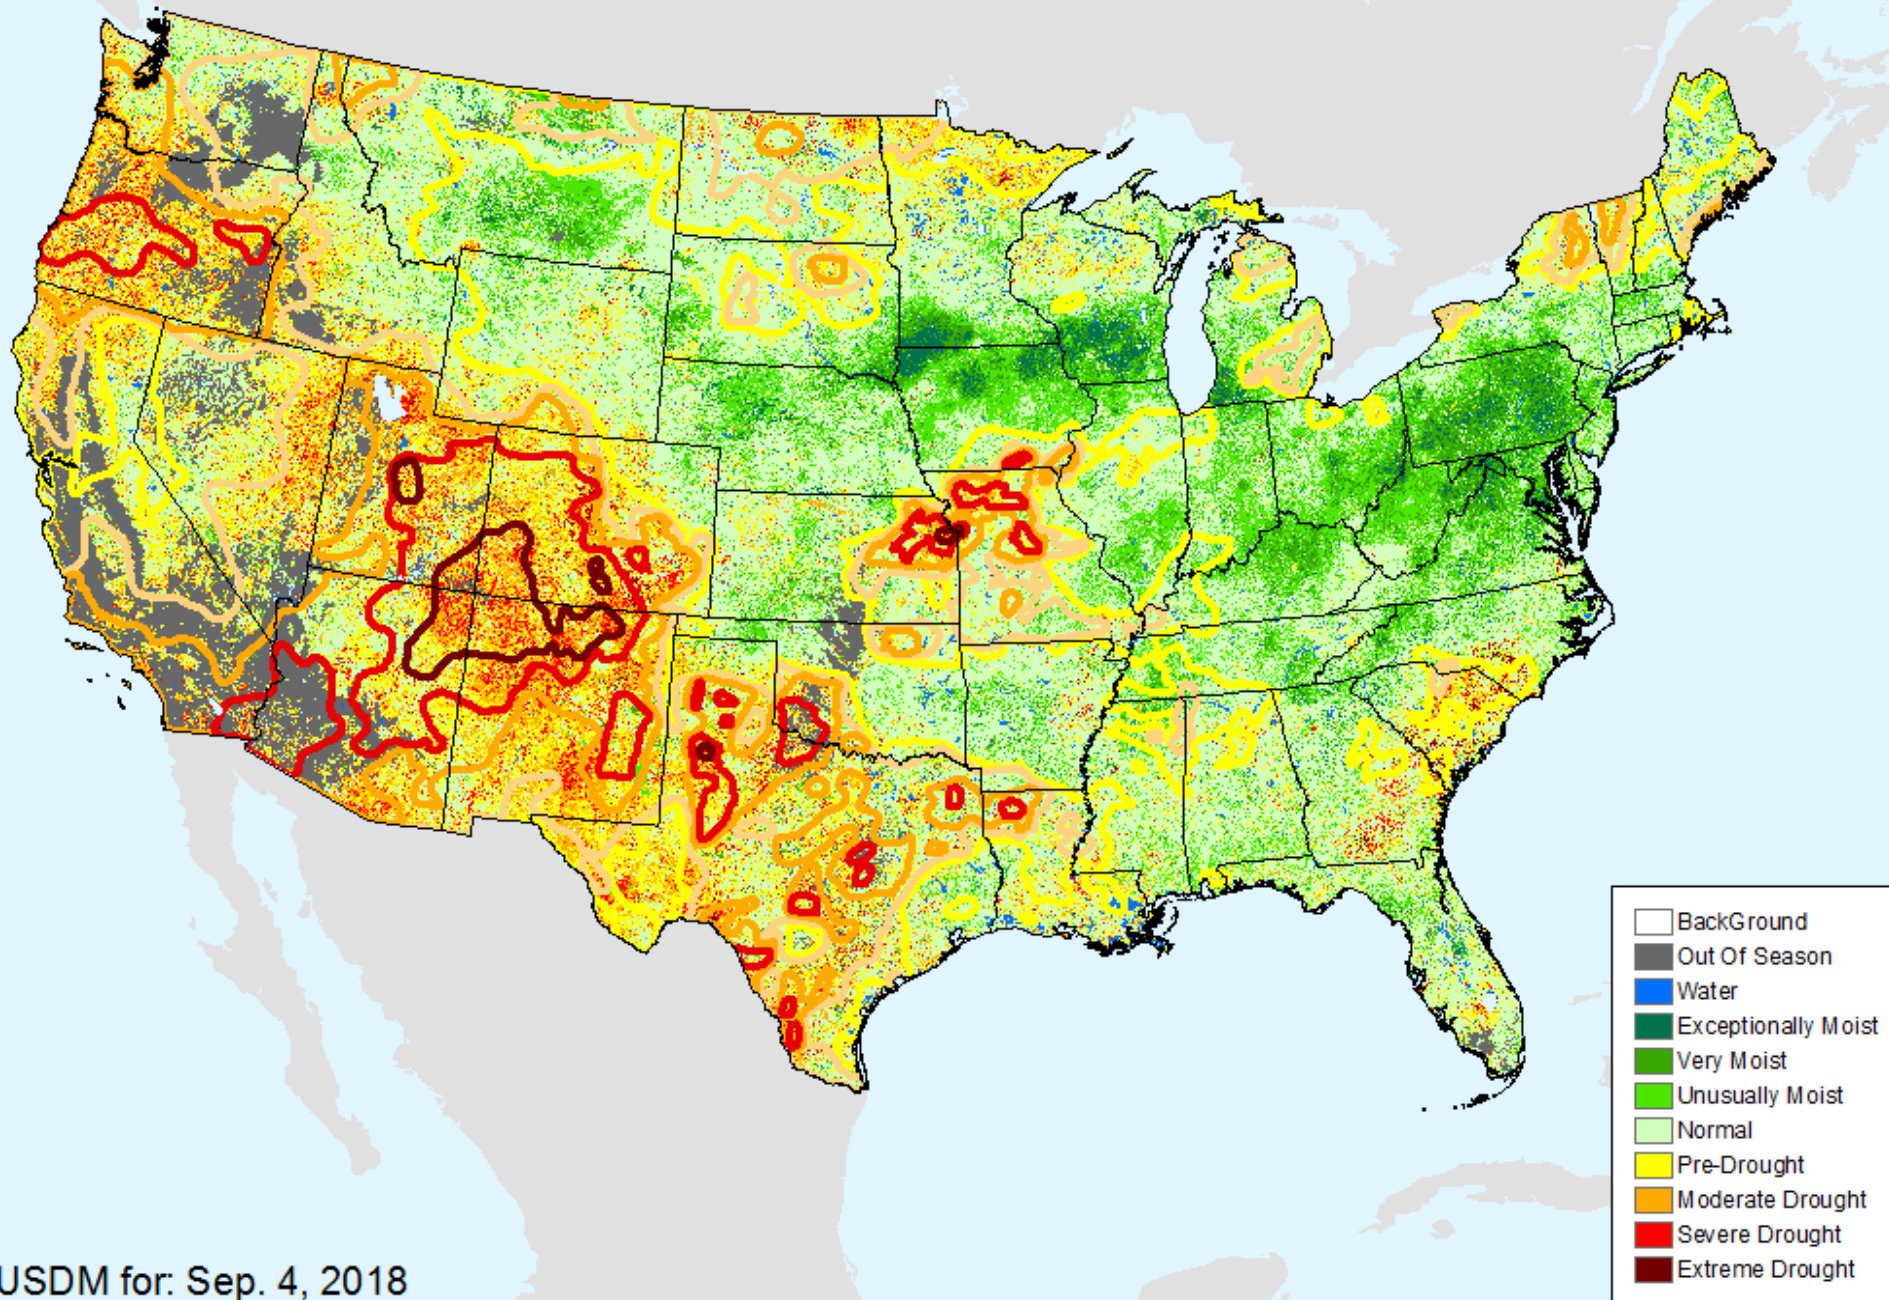 BackGround
Out Of Season
Water
Exceptionally Moist
Very Moist
Unusually Moist
Normal
Pre-Drought
Moderate Drought
Severe Drought
Extreme Drought
USDM for: Sep. 4, 2018